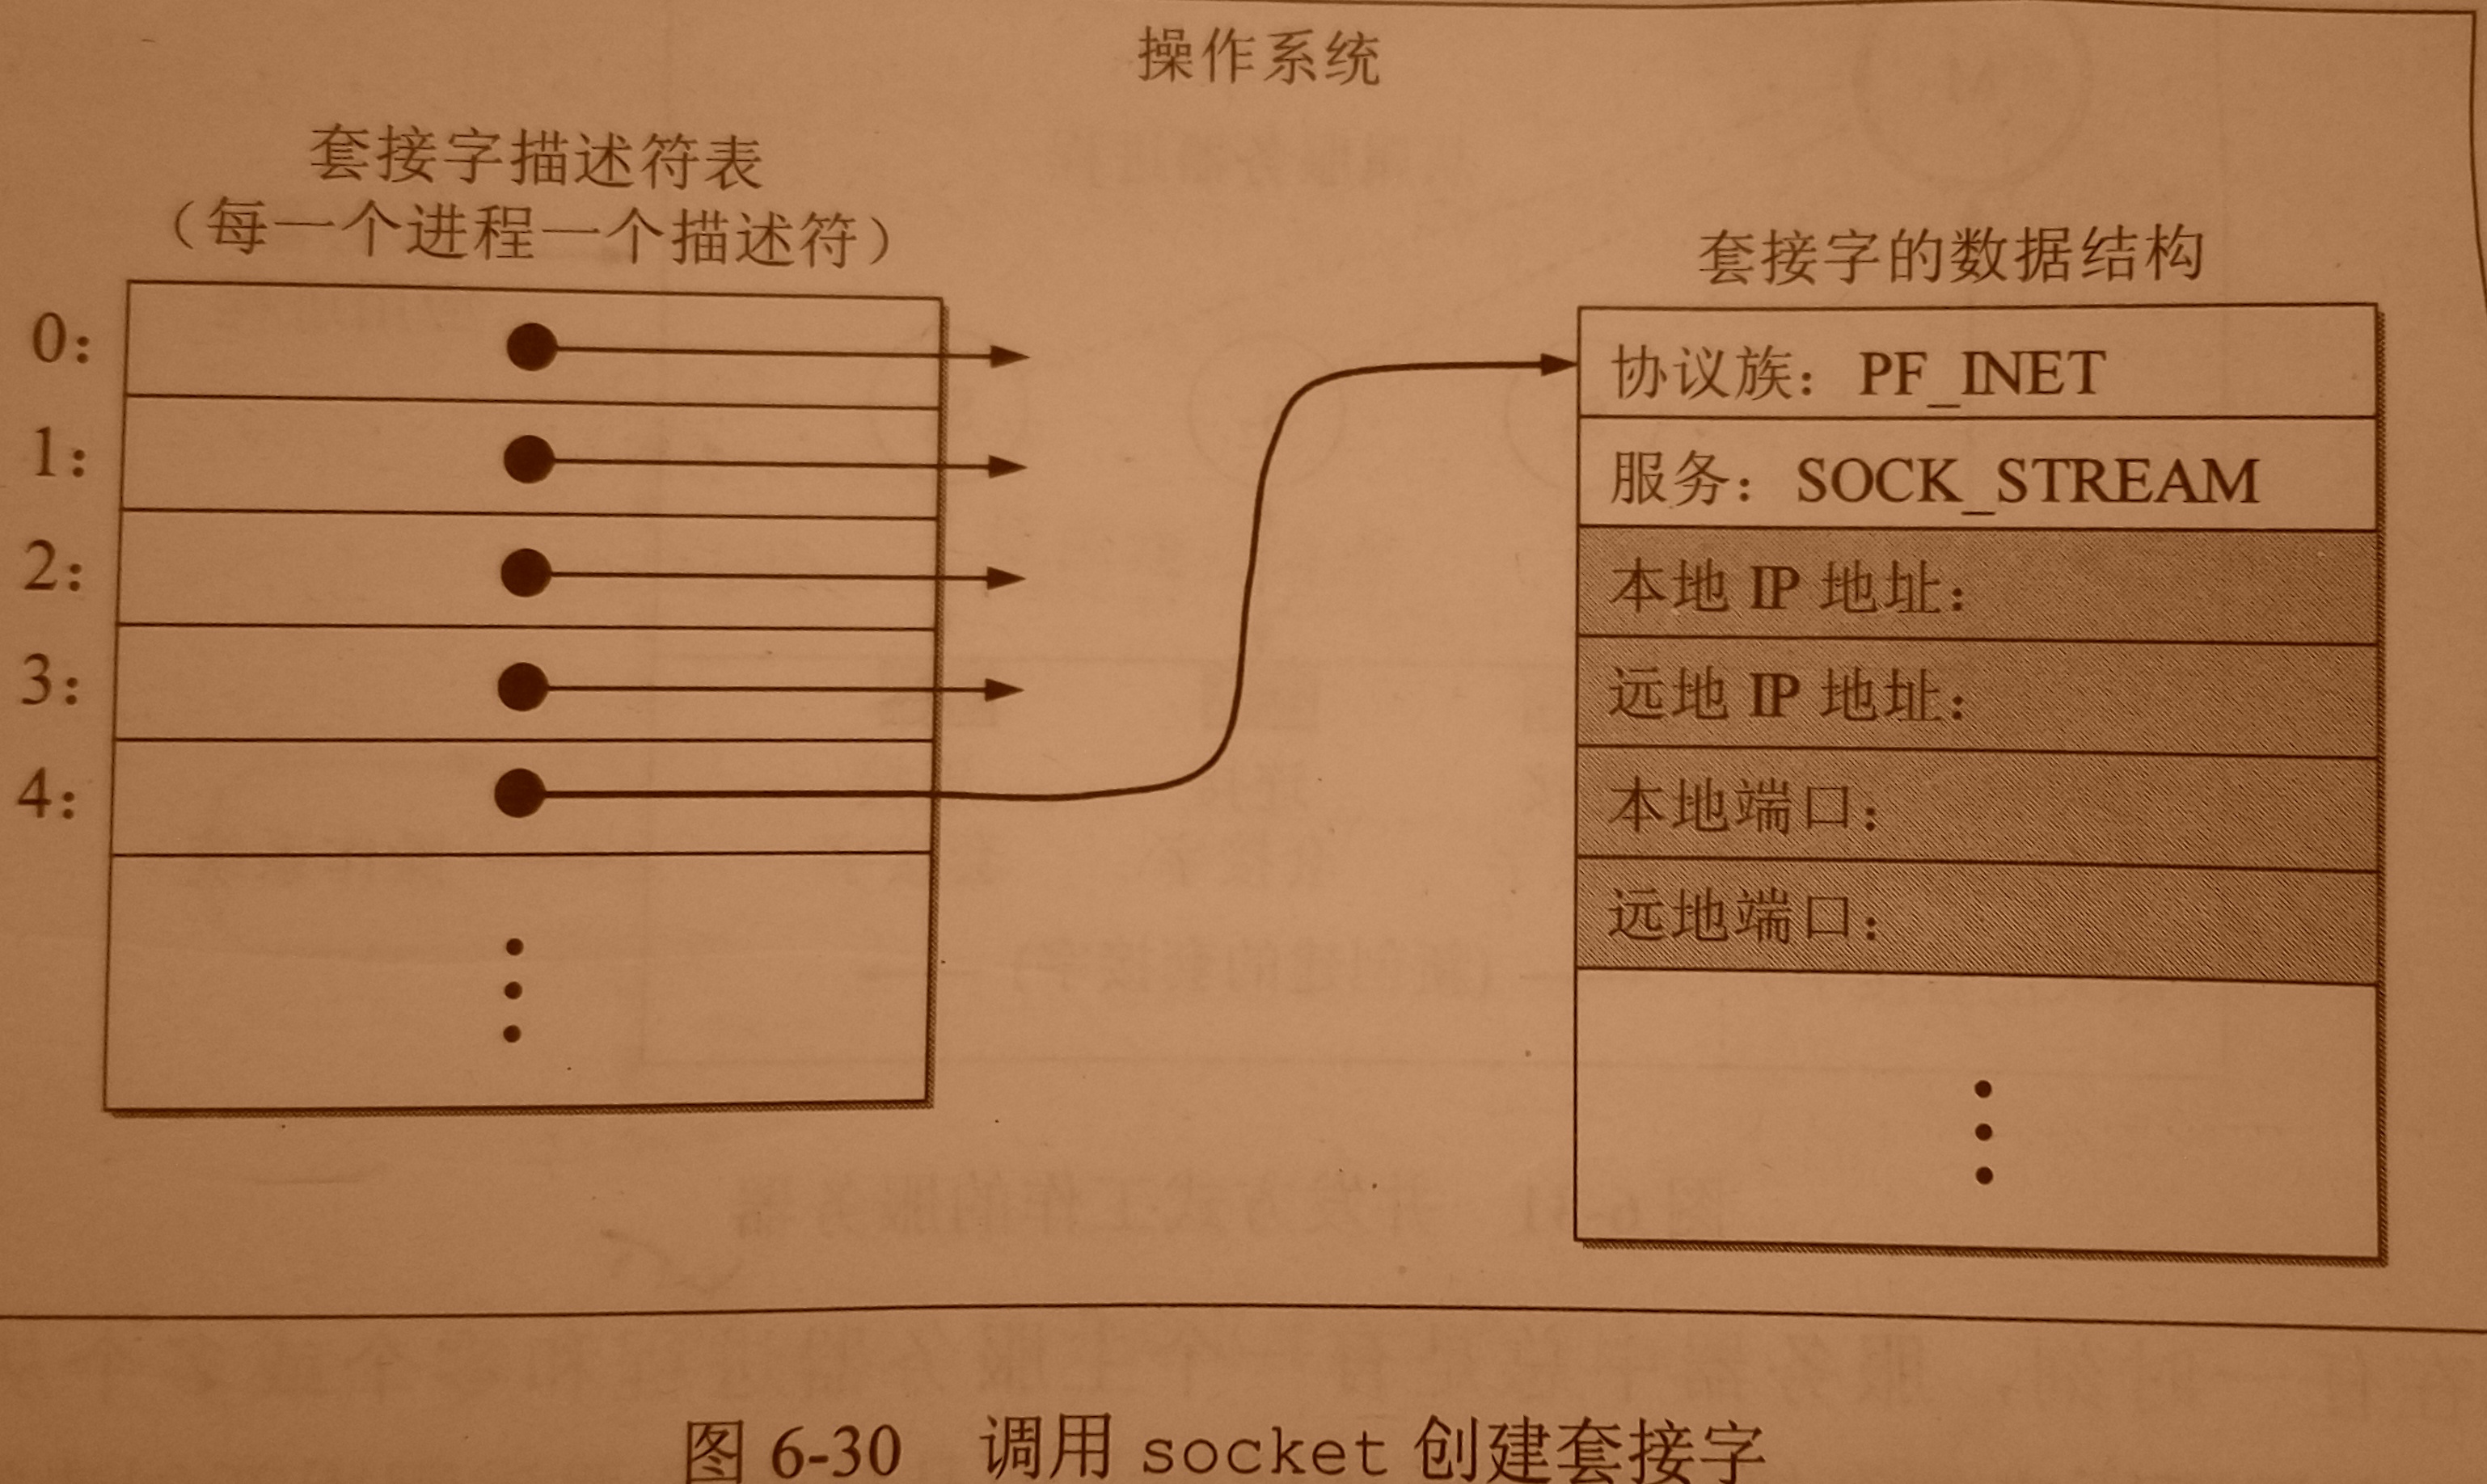 操作系统
套接字描述符表
（每一个进程一个描述符）
0：
1：
2：
3：
4：
套接字的数据结构
协议族：PF_INET
服务：SOCK_STREAM
本地 IP 地址：
远地 IP 地址：
本地端口：
远地端口：
图 6-30 调用 socket 创建套接字